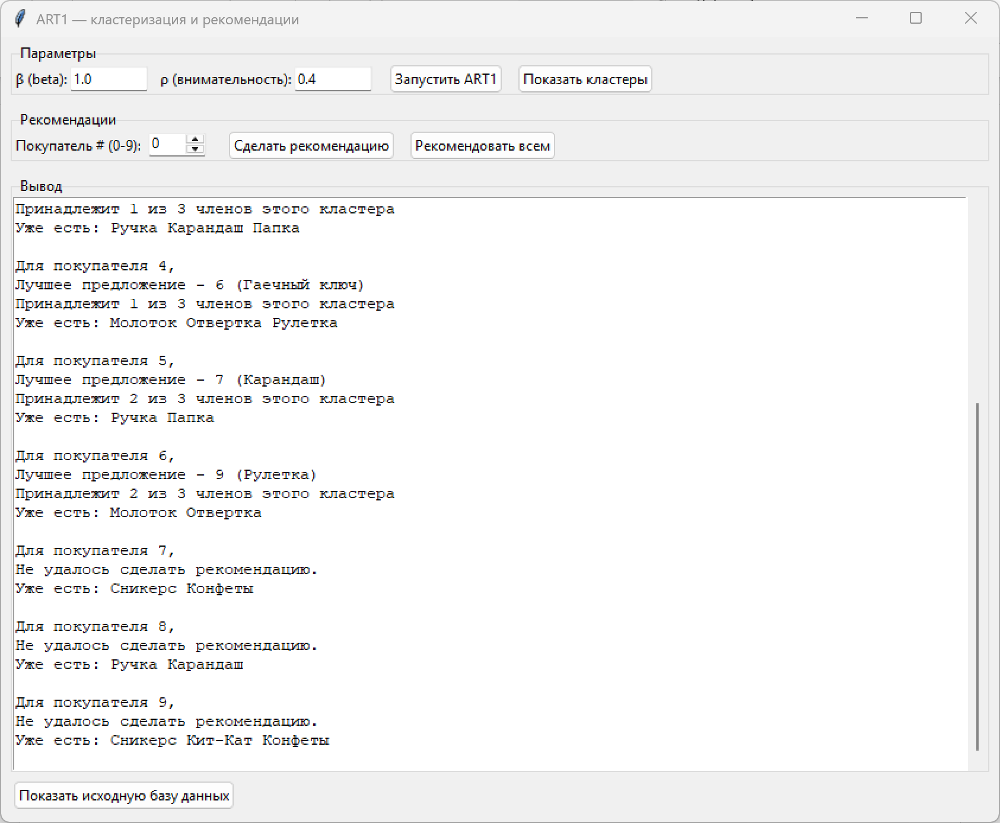 ART1 — кластеризация и рекомендации
Параметры
β (beta): 1.0 ρ (внимательность): 0.4 Запустить ART1 Показать кластеры
Рекомендации
Покупатель # (0-9): 0 Сделать рекомендацию Рекомендовать всем
Вывод
Принадлежит 1 из 3 членов этого кластера
Уже есть: Ручка Карандаш Папка
Для покупателя 4,
Лучшее предложение - 6 (Гаечный ключ)
Принадлежит 1 из 3 членов этого кластера
Уже есть: Молоток Отвертка Рулетка
Для покупателя 5,
Лучшее предложение - 7 (Карандаш)
Принадлежит 2 из 3 членов этого кластера
Уже есть: Ручка Папка
Для покупателя 6,
Лучшее предложение - 9 (Рулетка)
Принадлежит 2 из 3 членов этого кластера
Уже есть: Молоток Отвертка
Для покупателя 7,
Не удалось сделать рекомендацию.
Уже есть: Сникерс Конфеты
Для покупателя 8,
Не удалось сделать рекомендацию.
Уже есть: Ручка Карандаш
Для покупателя 9,
Не удалось сделать рекомендацию.
Уже есть: Сникерс Кит-Кат Конфеты
Показать исходную базу данных